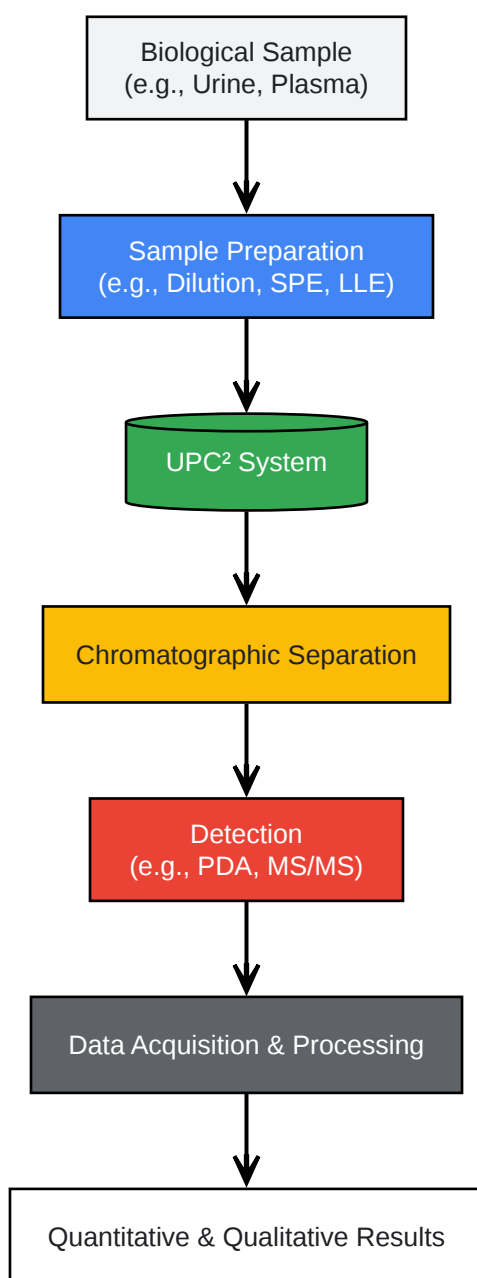 Biological Sample
(e.g., Urine, Plasma)
Sample Preparation
(e.g., Dilution, SPE, LLE)
UPC² System
Chromatographic Separation
Detection
(e.g., PDA, MS/MS)
Data Acquisition & Processing
Quantitative & Qualitative Results